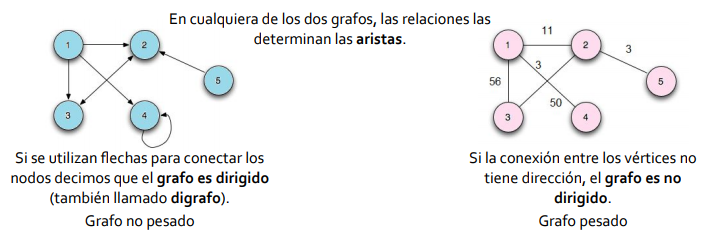 En cualquiera de los dos grafos, las relaciones las
determinan las aristas.
1
2
3
4
5
Si se utilizan flechas para conectar los
nodos decimos que el grafo es dirigido
(también llamado digrafo).
Grafo no pesado
1
11
2
3
3
5
56
50
3
4
Si la conexión entre los vértices no
tiene dirección, el grafo es no
dirigido.
Grafo pesado